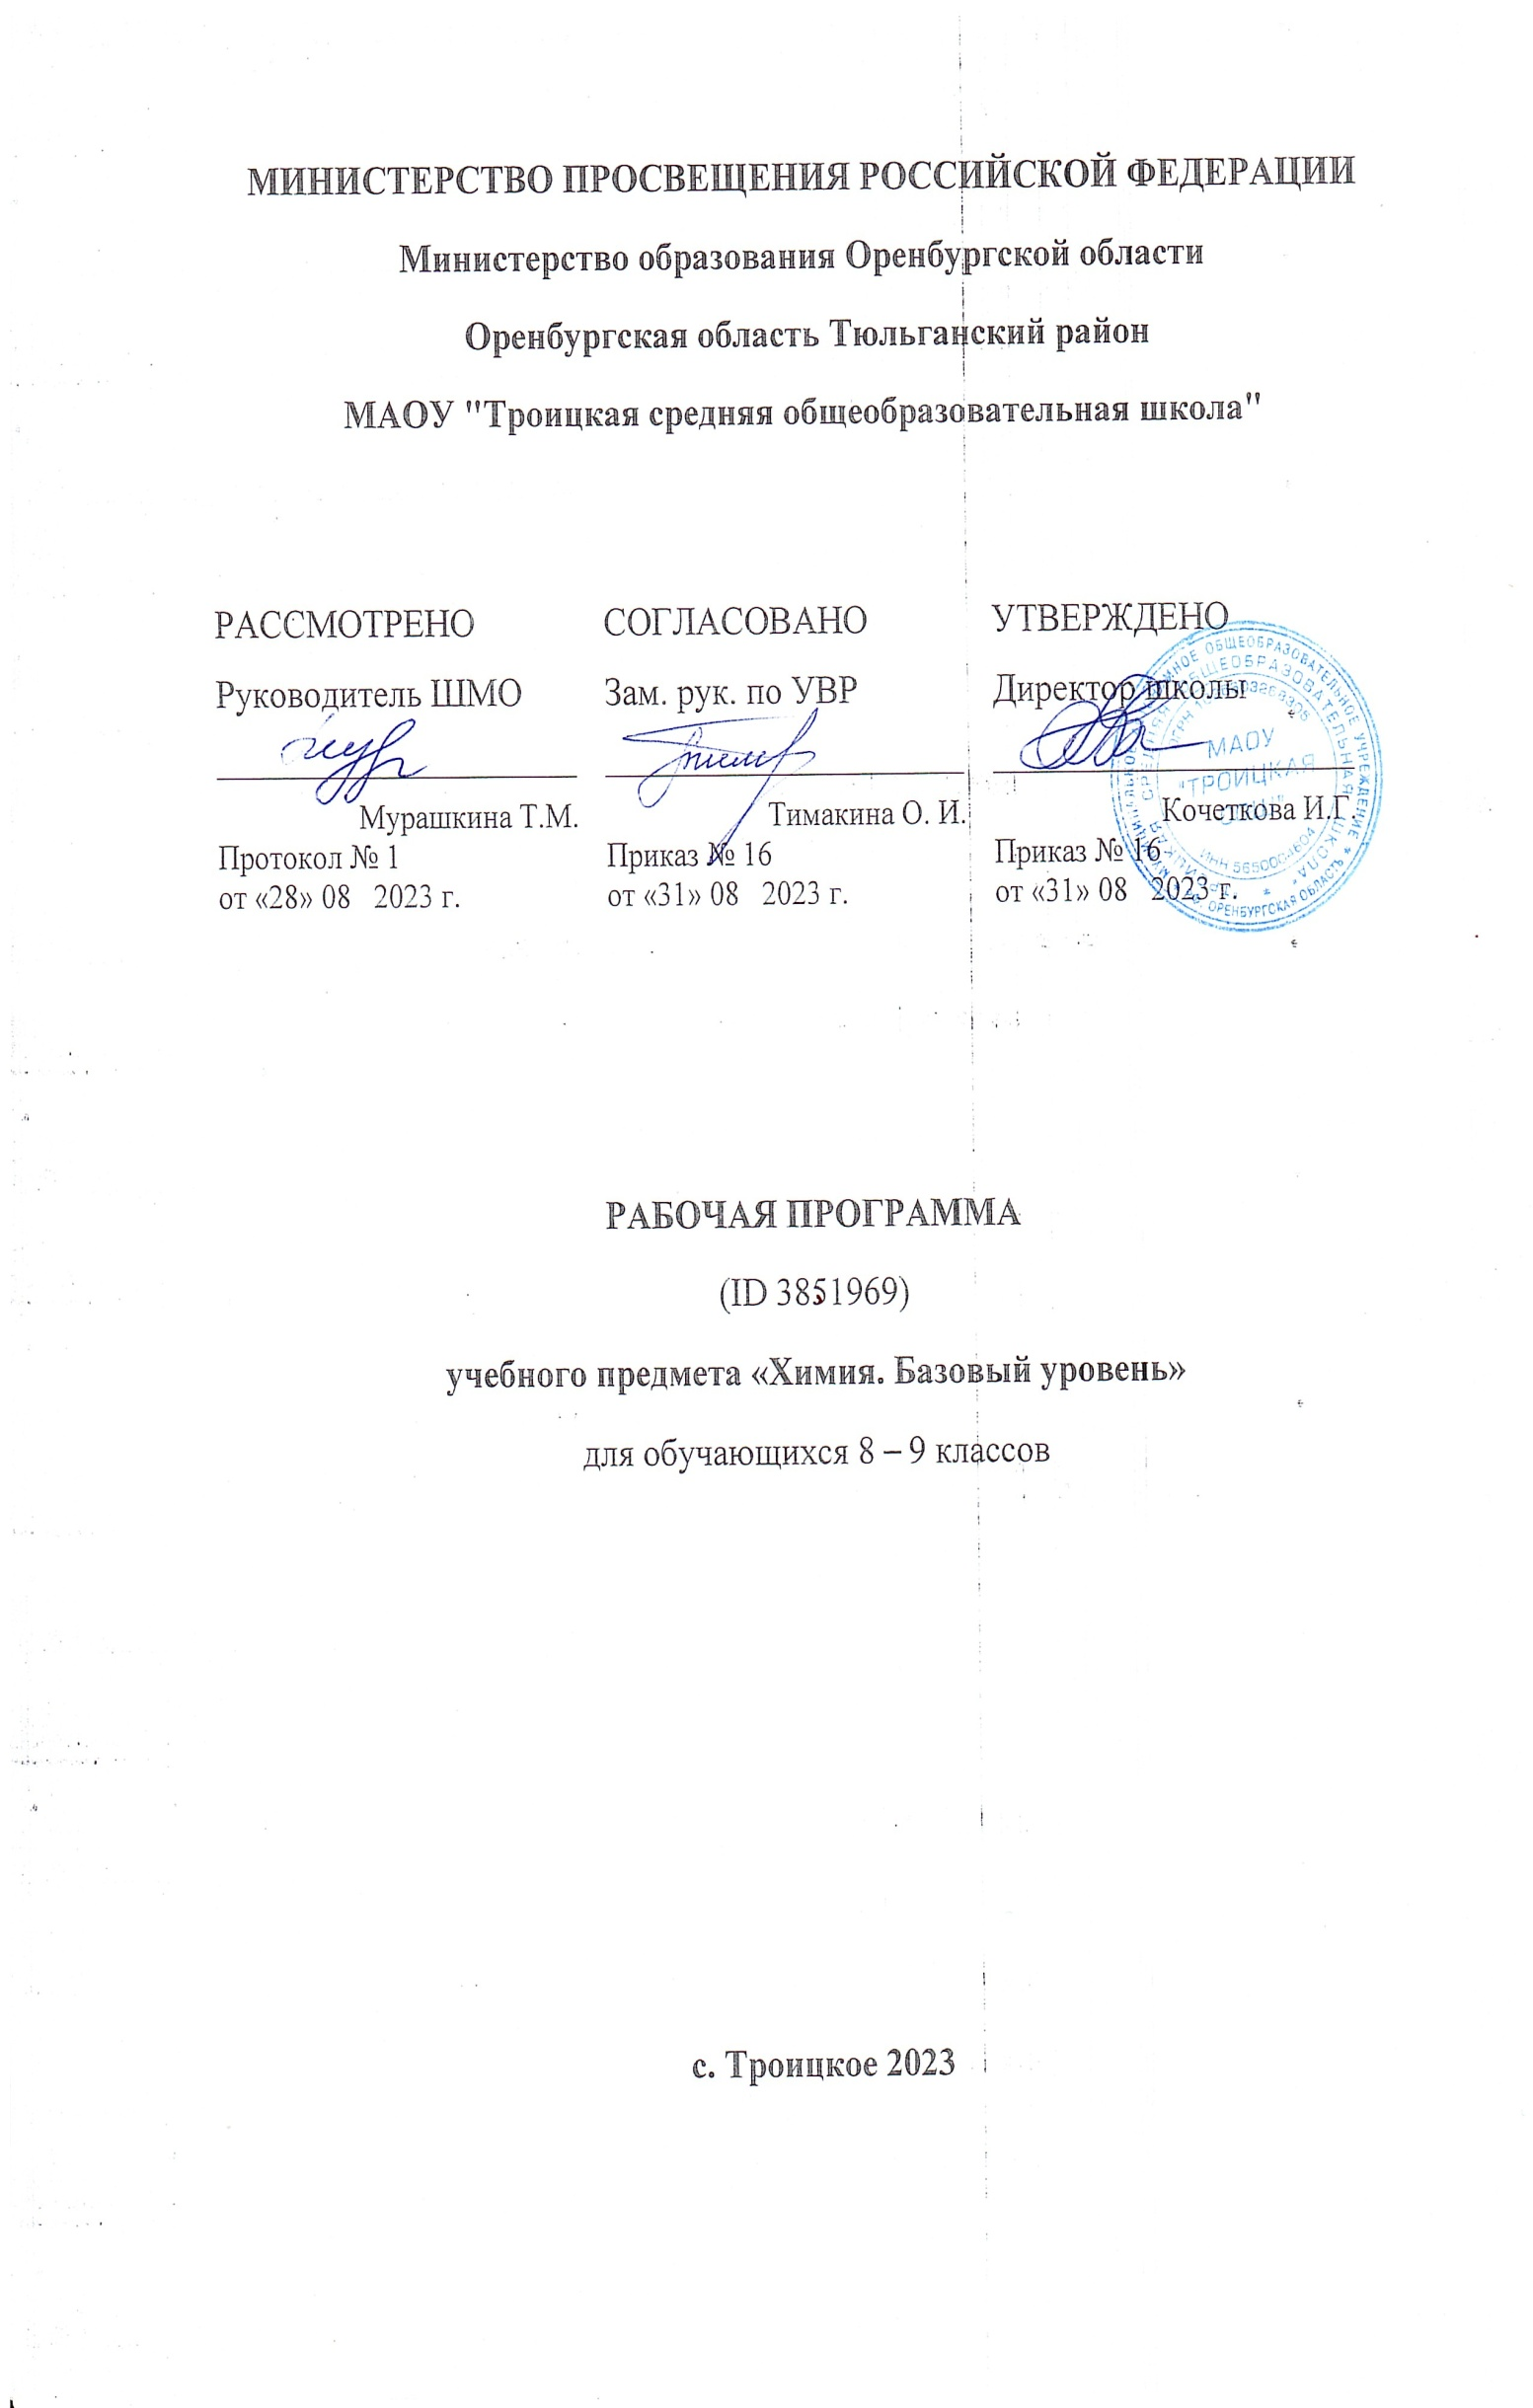 МИНИСТЕРСТВО ПРОСВЕЩЕНИЯ РОССИЙСКОЙ ФЕДЕРАЦИИ
Министерство образования Оренбургской области
Оренбургская область Тюльганский район
МАОУ "Троицкая средняя общеобразовательная школа"
РАССМОТРЕНО
Руководитель ШМО
Мурашкина Т.М.
Протокол № 1
от «28» 08 2023 г.
СОГЛАСОВАНО
Зам. рук. по УВР
Тимакина О. И.
Приказ № 16
от «31» 08 2023 г.
УТВЕРЖДЕНО
Директор школы
Кочеткова И.Г.
Приказ № 16
от «31» 08 2023 г.
МАОУ
"ТРОИЦКАЯ
ОБЩЕОБРАЗОВАТЕЛЬНОЕ УЧРЕЖДЕНИЕ
ОРЕНБУРГСКАЯ ОБЛАСТЬ
РАБОЧАЯ ПРОГРАММА
(ID 3851969)
учебного предмета «Химия. Базовый уровень»
для обучающихся 8 – 9 классов
с. Троицкое 2023